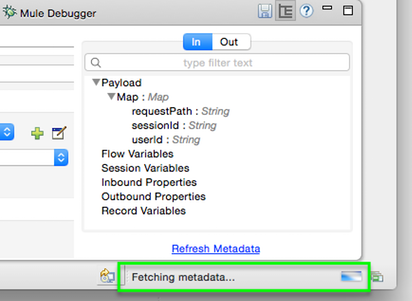 Mule Debugger
In Out
type filter text
Payload
Map : Map
requestPath : String
sessionId : String
userId : String
Flow Variables
Session Variables
Inbound Properties
Outbound Properties
Record Variables
Refresh Metadata
Fetching metadata...